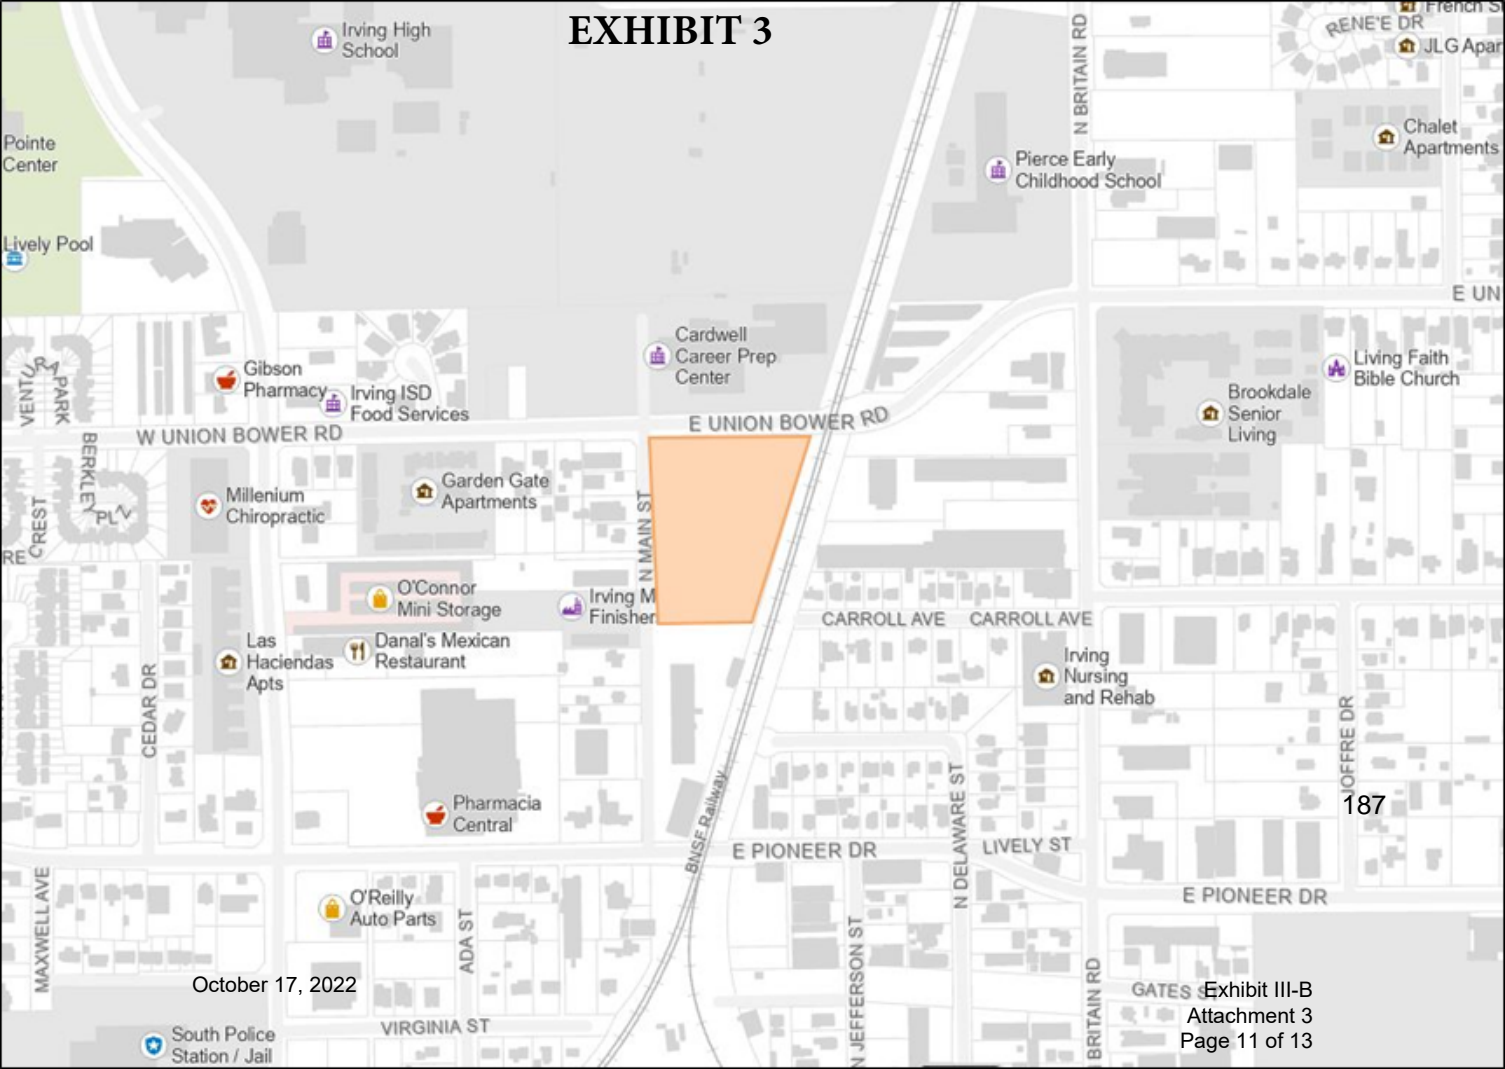 EXHIBIT 3
French S
RENE'E DR
JLG Apar
Irving High
School
N BRITAIN RD
Chalet
Apartments
Pointe
Center
Pierce Early
Childhood School
Lively Pool
E UN
Cardwell
Career Prep
Center
Living Faith
Bible Church
Gibson
Pharmacy
Irving ISD
Food Services
VENTURA
PARK
Brookdale
Senior
Living
E UNION BOWER RD
W UNION BOWER RD
BERKLEY
PLZ
CREST
RE
Millenium
Chiropractic
Garden Gate
Apartments
N MAIN ST
O'Connor
Mini Storage
Irving M
Finisher
CARROLL AVE
CARROLL AVE
Las
Haciendas
Apts
Danal's Mexican
Restaurant
Irving
Nursing
and Rehab
CEDAR DR
JOFFRE DR
187
Pharmacia
Central
BNSF Railway
N DELAWARE ST
E PIONEER DR
LIVELY ST
E PIONEER DR
MAXWELL AVE
O'Reilly
Auto Parts
ADA ST
N JEFFERSON ST
BRITAIN RD
October 17, 2022
GATES S
Exhibit III-B
Attachment 3
Page 11 of 13
VIRGINIA ST
South Police
Station / Jail